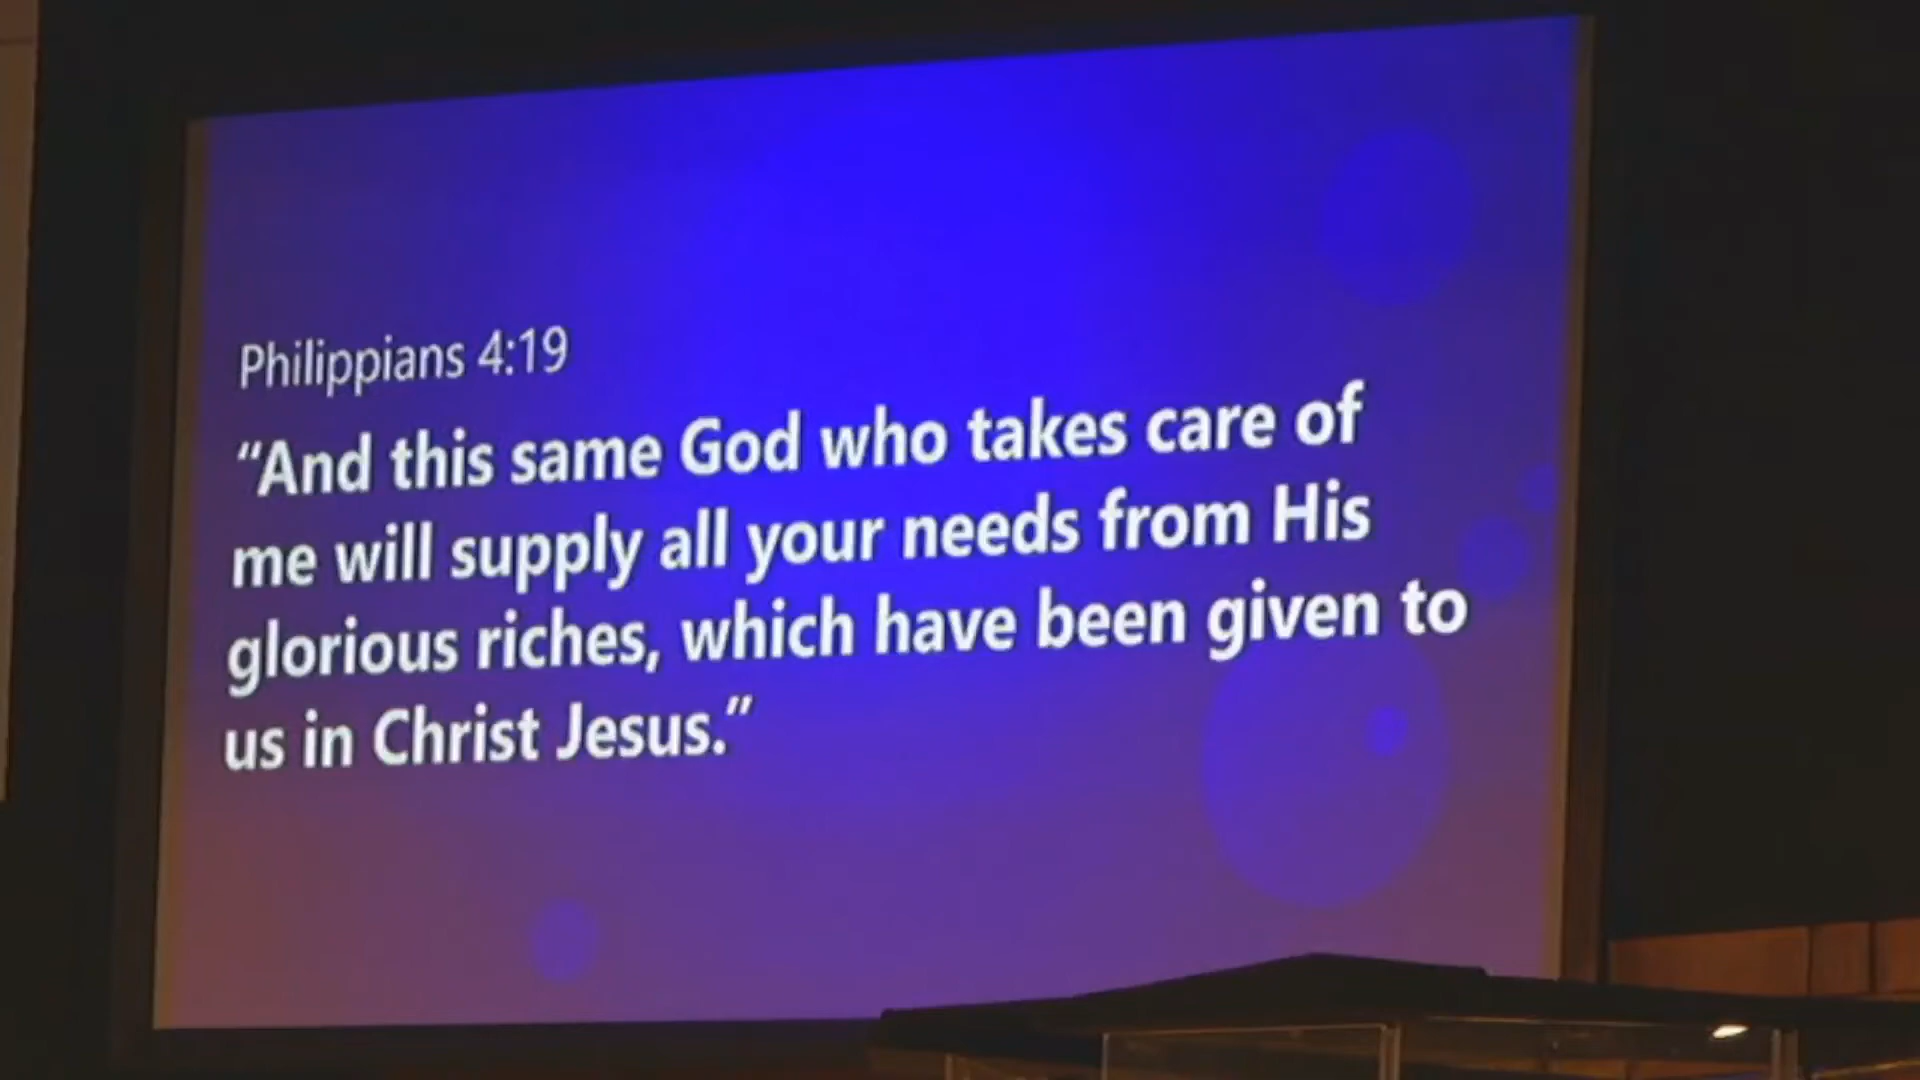 Philippians 4:19
“And this same God who takes care of
me will supply all your needs from His
glorious riches, which have been given to
us in Christ Jesus.”